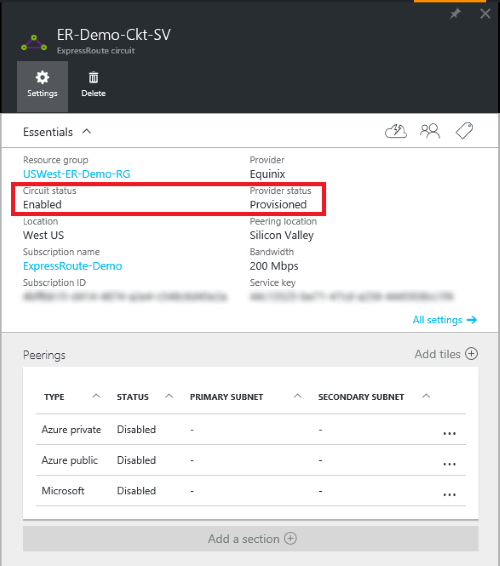 ER-Demo-Ckt-SV
ExpressRoute circuit
Settings Delete
Essentials
Resource group Provider
USWest-ER-Demo-RG Equinix
Circuit status Provider status
Enabled Provisioned
Location Peering location
West US Silicon Valley
Subscription name Bandwidth
ExpressRoute-Demo 200 Mbps
Subscription ID Service key
All settings →
Peerings Add tiles
TYPE STATUS PRIMARY SUBNET SECONDARY SUBNET
Azure private Disabled - - ...
Azure public Disabled - - ...
Microsoft Disabled - - ...
Add a section